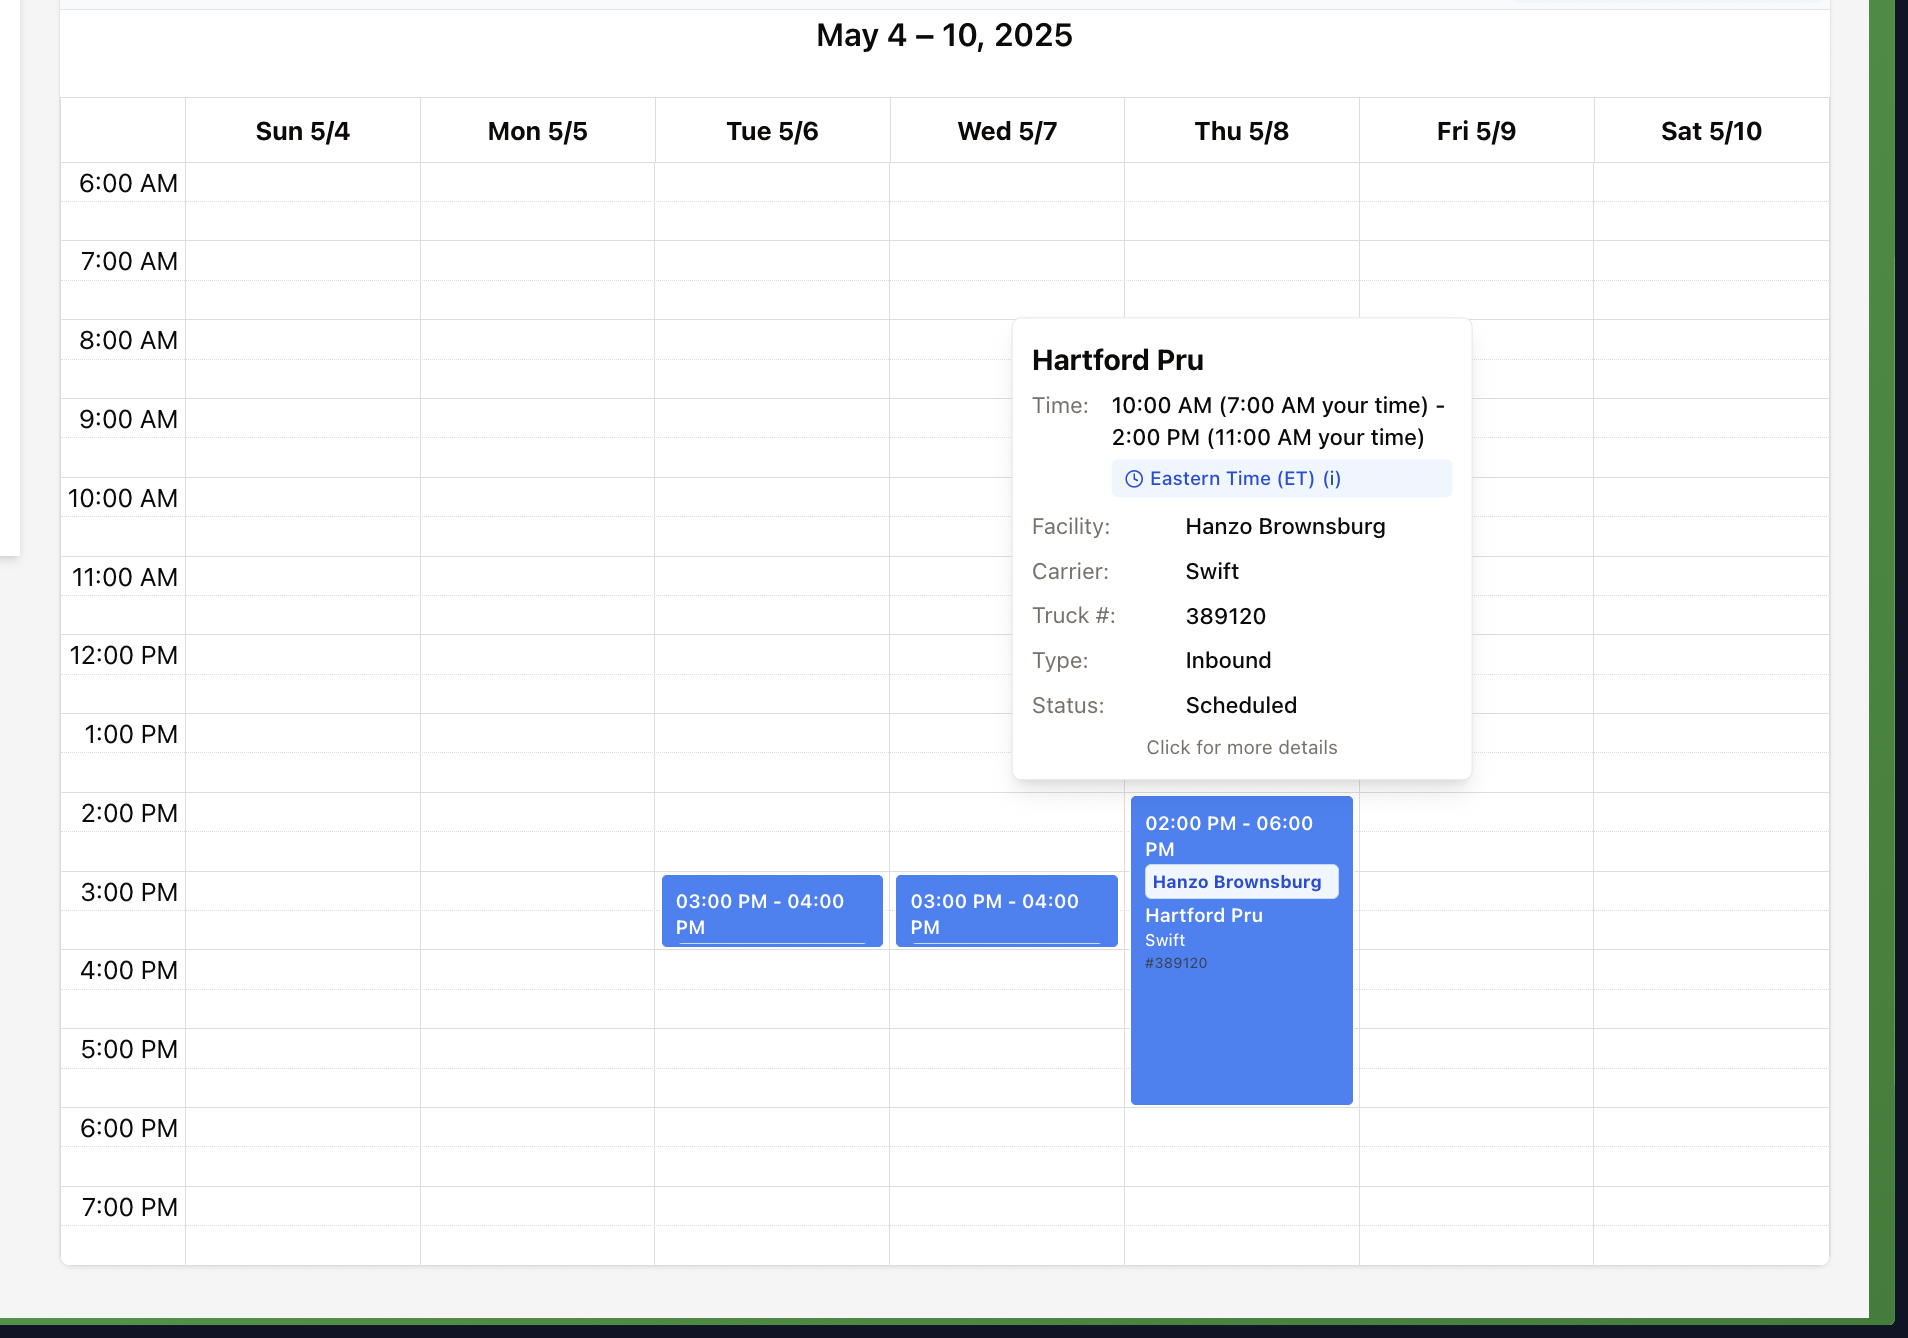 May 4 – 10, 2025
Sun 5/4
Mon 5/5
Tue 5/6
Wed 5/7
Thu 5/8
Fri 5/9
Sat 5/10
6:00 AM
7:00 AM
8:00 AM
9:00 AM
10:00 AM
11:00 AM
12:00 PM
1:00 PM
2:00 PM
3:00 PM
4:00 PM
5:00 PM
6:00 PM
7:00 PM
Hartford Pru
Time: 10:00 AM (7:00 AM your time) -
2:00 PM (11:00 AM your time)
Eastern Time (ET) (i)
Facility: Hanzo Brownsburg
Carrier: Swift
Truck #: 389120
Type: Inbound
Status: Scheduled
Click for more details
03:00 PM - 04:00
PM
03:00 PM - 04:00
PM
02:00 PM - 06:00
PM
Hanzo Brownsburg
Hartford Pru
Swift
#389120